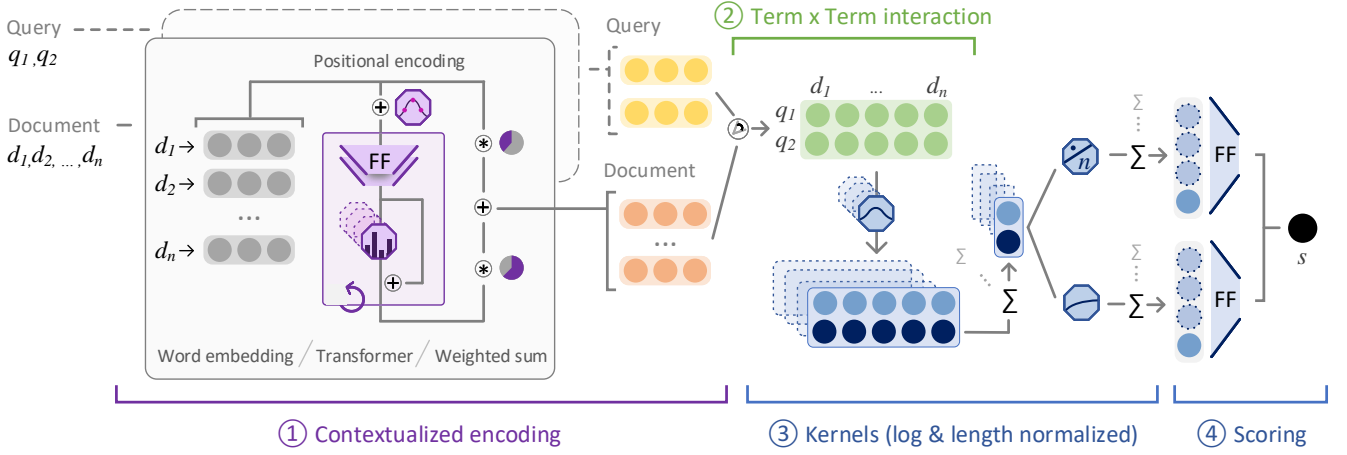 Query
q1,q2
Document
d1,d2, ... ,dn
Positional encoding
d1→
d2→
...
dn→
+
FF
+
*
+
*
Word embedding / Transformer / Weighted sum
① Contextualized encoding
Query
Document
...
② Term x Term interaction
d1 ... dn
q1
q2
Σ
...
Σ
n
Σ
...
Σ
Σ
...
Σ
③ Kernels (log & length normalized)
FF
FF
s
④ Scoring